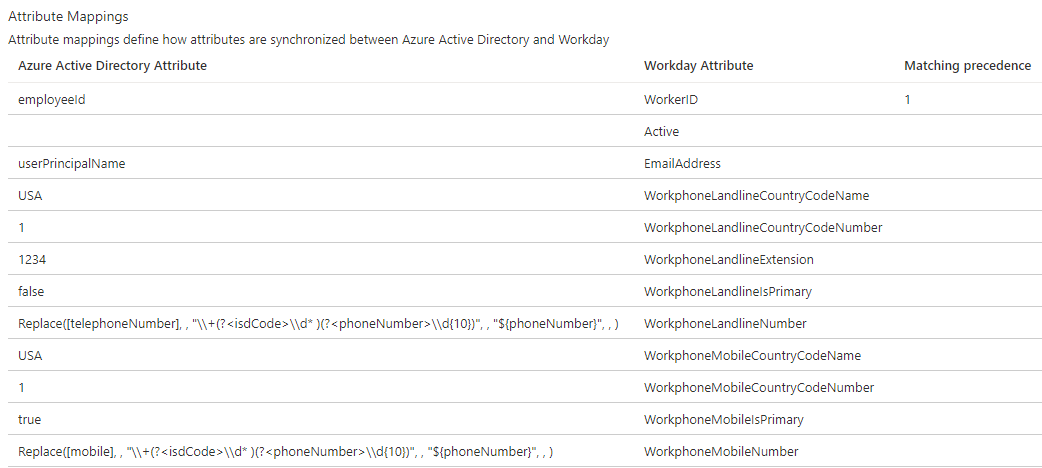 Attribute Mappings
Attribute mappings define how attributes are synchronized between Azure Active Directory and Workday
Azure Active Directory Attribute Workday Attribute Matching precedence
employeeId WorkerID 1
Active
userPrincipalName EmailAddress
USA WorkphoneLandlineCountryCodeName
1 WorkphoneLandlineCountryCodeNumber
1234 WorkphoneLandlineExtension
false WorkphoneLandlineIsPrimary
Replace([telephoneNumber], , "\\+(?<isdCode>\\d* )(?<phoneNumber>\\d{10})", , "${phoneNumber}", , ) WorkphoneLandlineNumber
USA WorkphoneMobileCountryCodeName
1 WorkphoneMobileCountryCodeNumber
true WorkphoneMobileIsPrimary
Replace([mobile], , "\\+(?<isdCode>\\d* )(?<phoneNumber>\\d{10})", , "${phoneNumber}", , ) WorkphoneMobileNumber